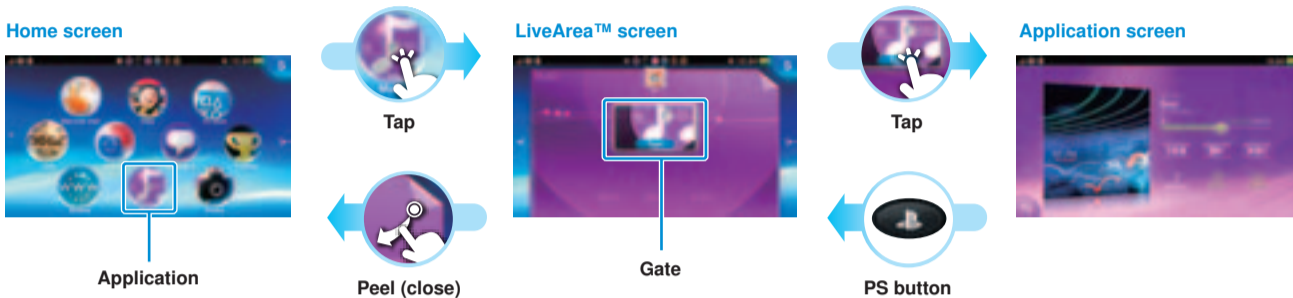 Home screen
LiveArea™ screen
Application screen
Tap
Tap
Application
Peel (close)
Gate
PS button